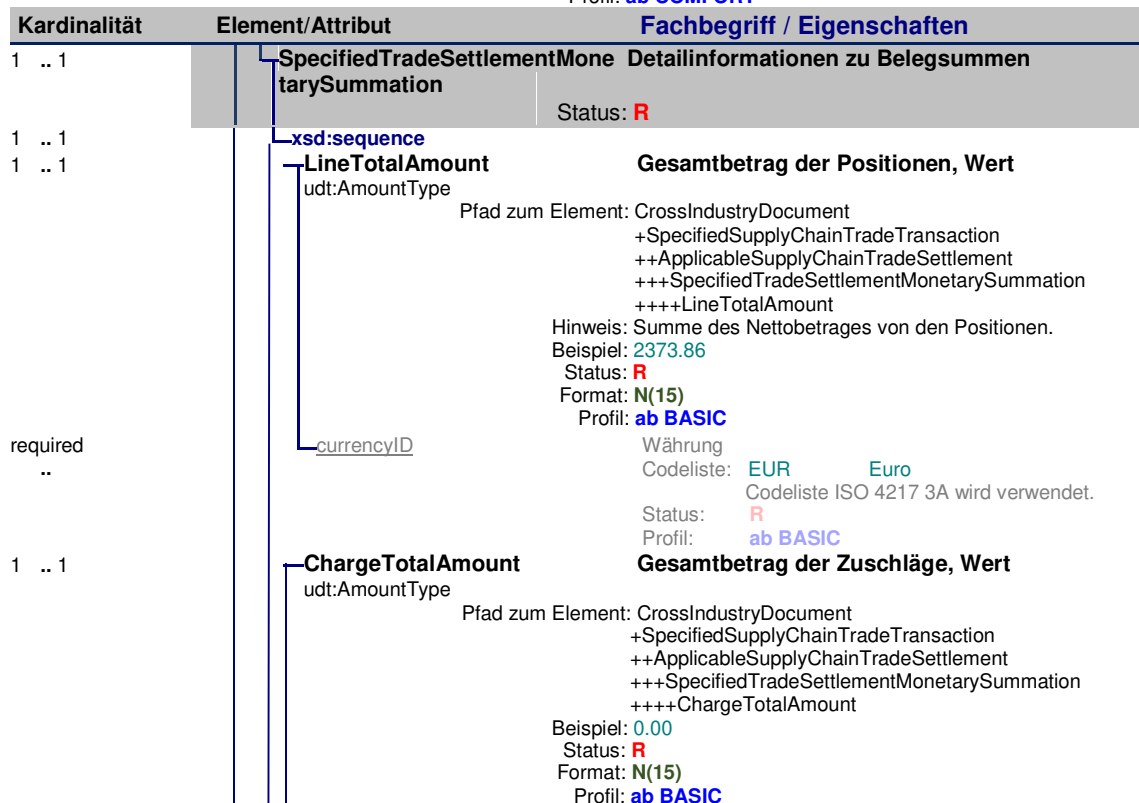 Profil: ab COMFORT
Kardinalität Element/Attribut Fachbegriff / Eigenschaften
1 .. 1 SpecifiedTradeSettlementMone Detailinformationen zu Belegsummen
tarySummation
Status: R
1 .. 1 xsd:sequence
1 .. 1 LineTotalAmount Gesamtbetrag der Positionen, Wert
udt:AmountType
Pfad zum Element: CrossIndustryDocument
+SpecifiedSupplyChainTradeTransaction
++ApplicableSupplyChainTradeSettlement
+++SpecifiedTradeSettlementMonetarySummation
++++LineTotalAmount
Hinweis: Summe des Nettobetrages von den Positionen.
Beispiel: 2373.86
Status: R
Format: N(15)
Profil: ab BASIC
required currencyID Währung
.. Codeliste: EUR Euro
Codeliste ISO 4217 3A wird verwendet.
Status: R
Profil: ab BASIC
1 .. 1 ChargeTotalAmount Gesamtbetrag der Zuschläge, Wert
udt:AmountType
Pfad zum Element: CrossIndustryDocument
+SpecifiedSupplyChainTradeTransaction
++ApplicableSupplyChainTradeSettlement
+++SpecifiedTradeSettlementMonetarySummation
++++ChargeTotalAmount
Beispiel: 0.00
Status: R
Format: N(15)
Profil: ab BASIC